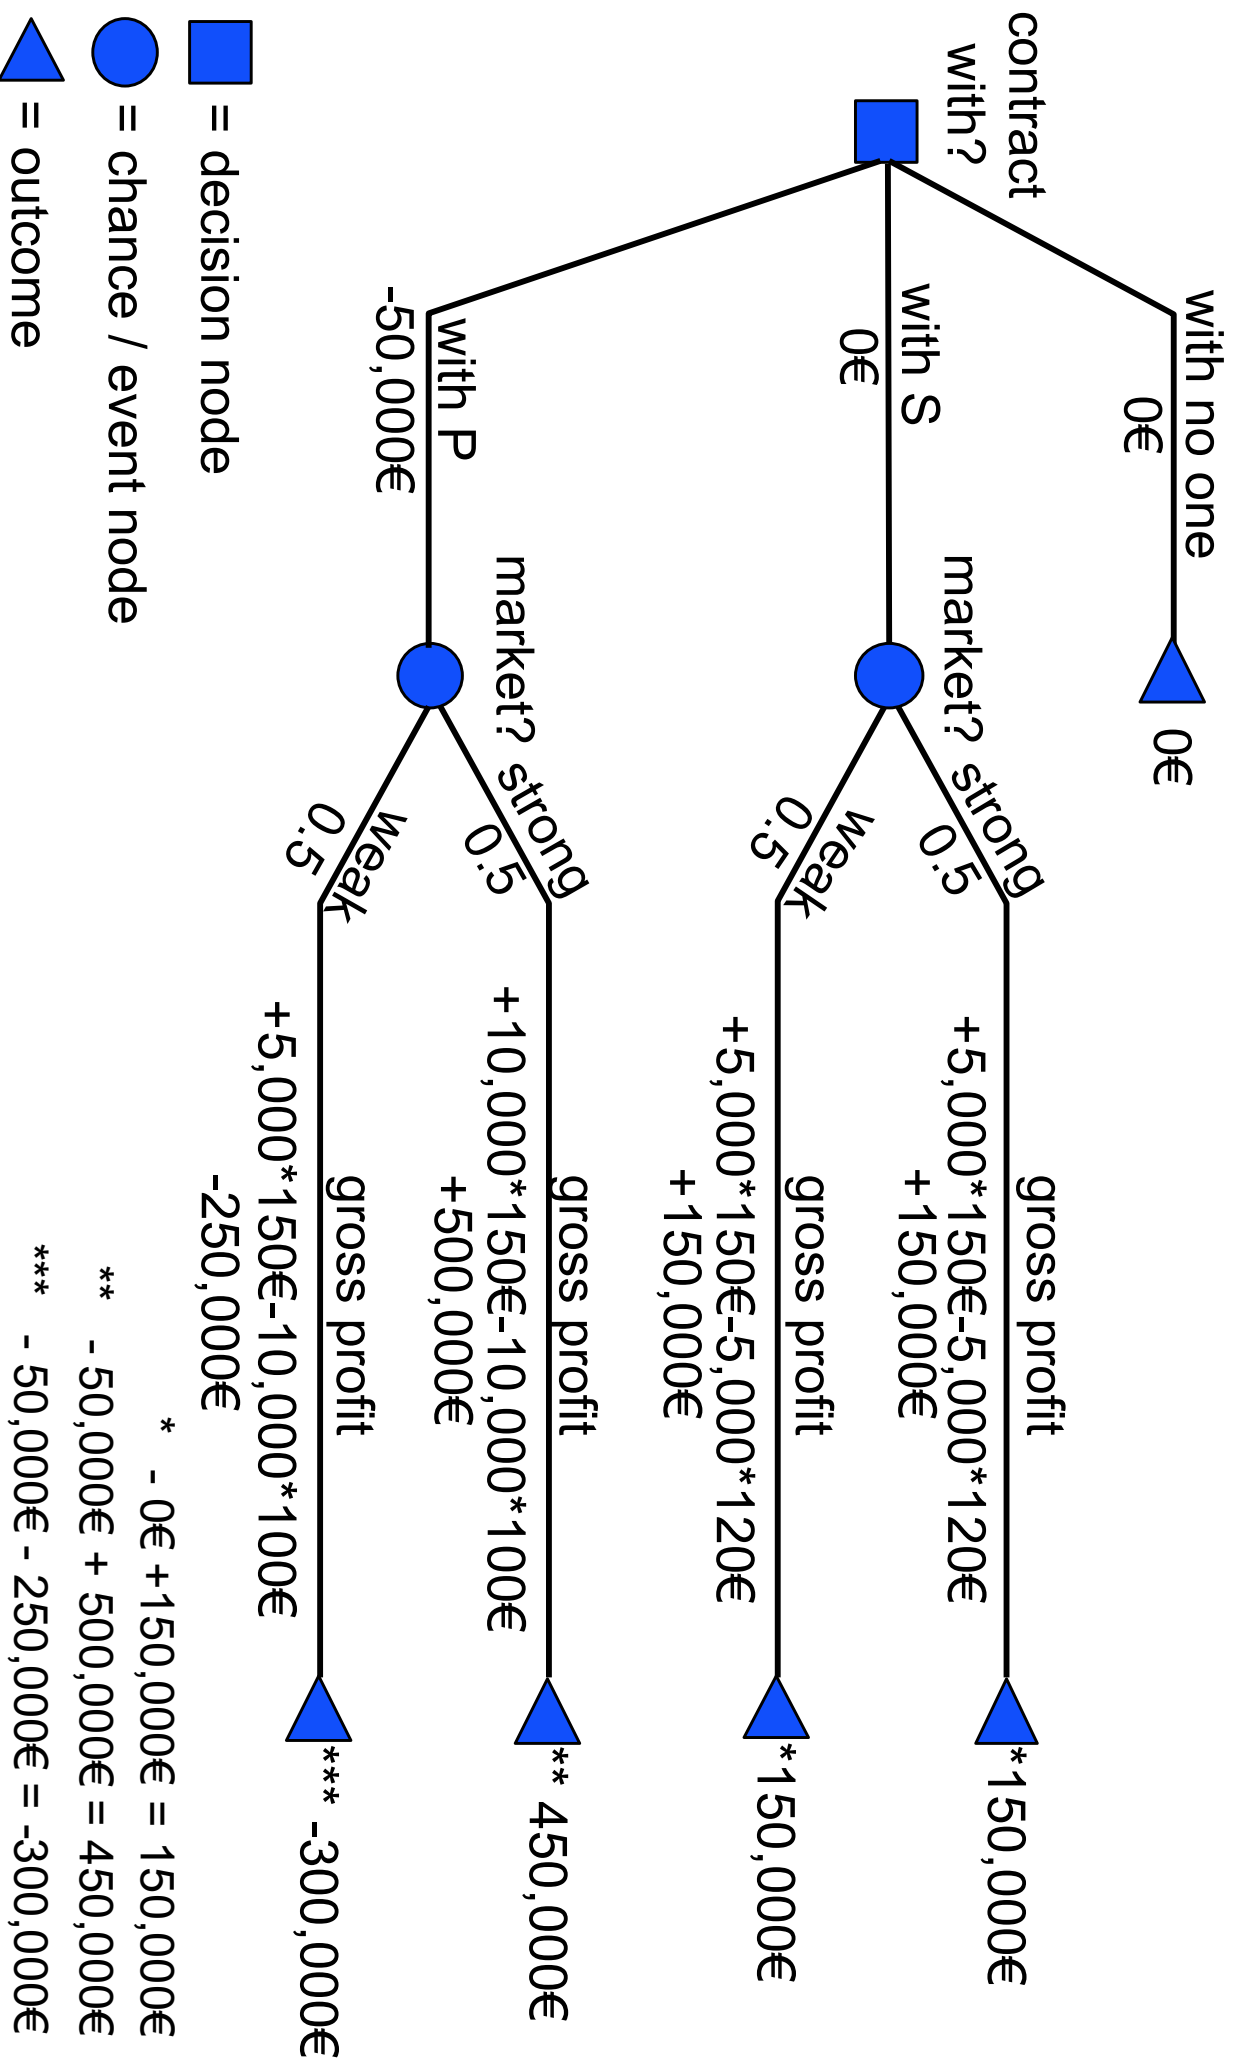 contract
with?
with no one
0€
0€
with S
0€
market?
strong
0.5
weak
0.5
gross profit
+5,000*150€-5,000*120€
+150,000€
*150,000€
gross profit
+5,000*150€-5,000*120€
+150,000€
*150,000€
with P
-50,000€
market?
strong
0.5
weak
0.5
gross profit
+10,000*150€-10,000*100€
+500,000€
** 450,000€
gross profit
+5,000*150€-10,000*100€
-250,000€
*** -300,000€
= decision node
= chance / event node
= outcome
* - 0€ +150,000€ = 150,000€
** - 50,000€ + 500,000€ = 450,000€
*** - 50,000€ - 250,000€ = -300,000€